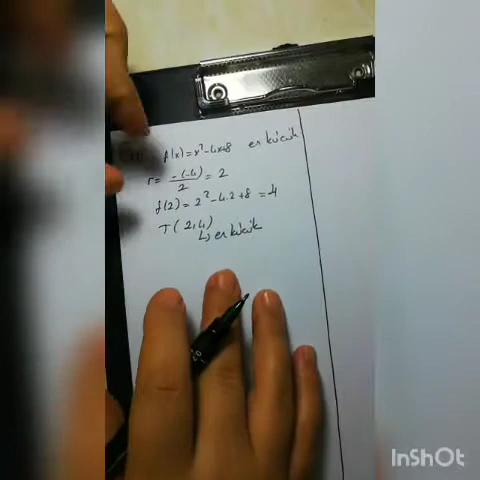 f(x)=x²-4x+8 en küçük
r= -(-4)/2 = 2
f(2)= 2²-4.2+8 = 4
T(2,4)
↳ en küçük
InShOt